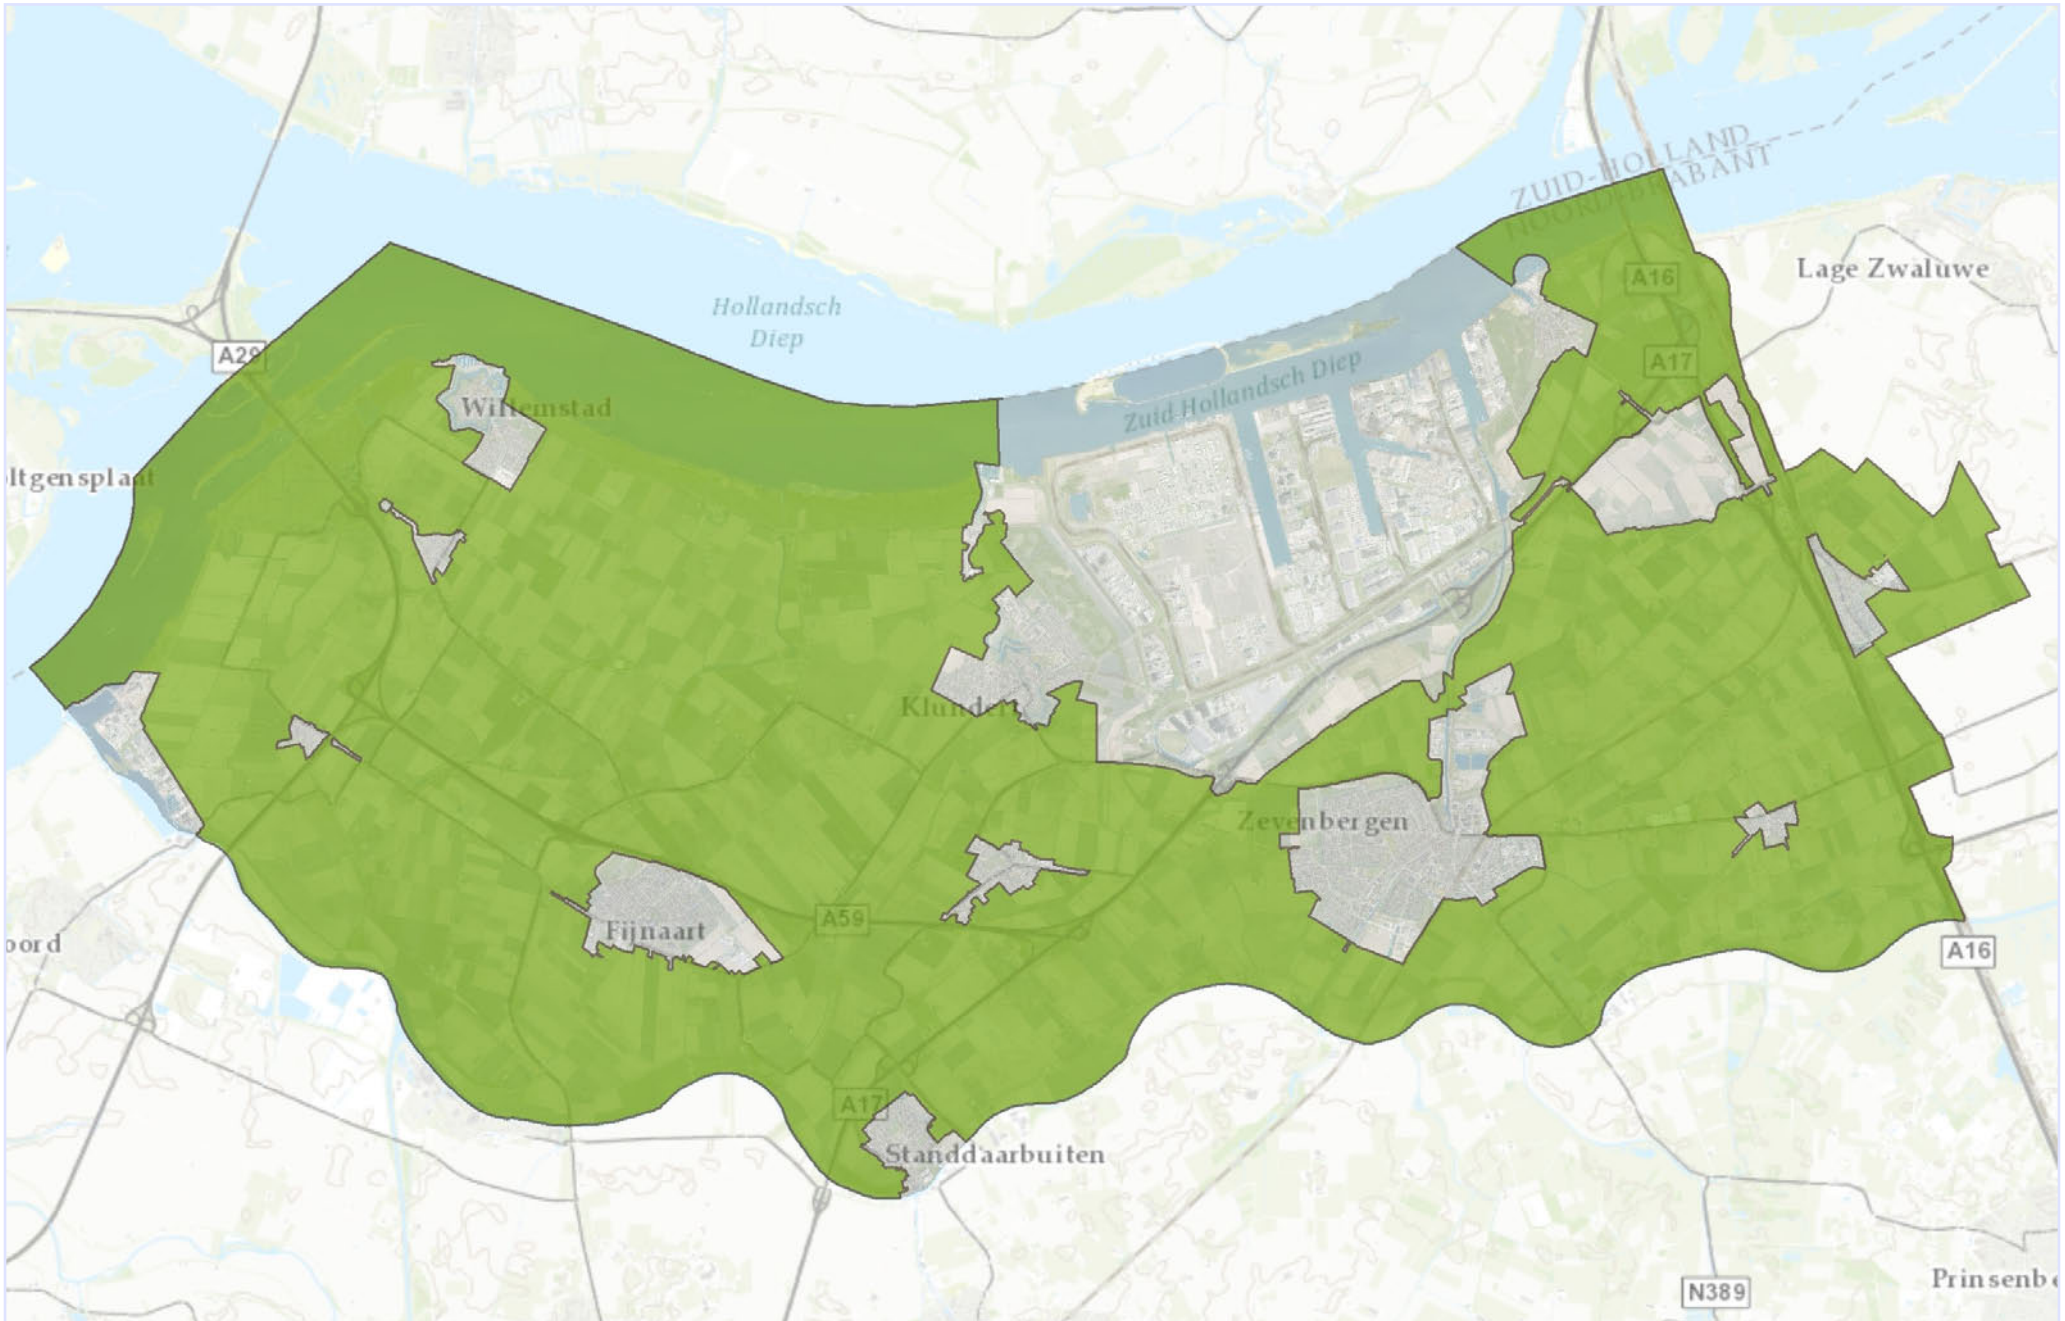 ZUID-HOLLAND
NOORD-BRABANT
Lage Zwaluwe
A16
Hollandsch
Diep
A29
A17
Zuid Hollandsch Diep
Willemstad
ltgensplaat
Klundert
Zevenbergen
A59
Fijnaart
oord
A16
A17
Standdaarbuiten
Prinsenbe
N389